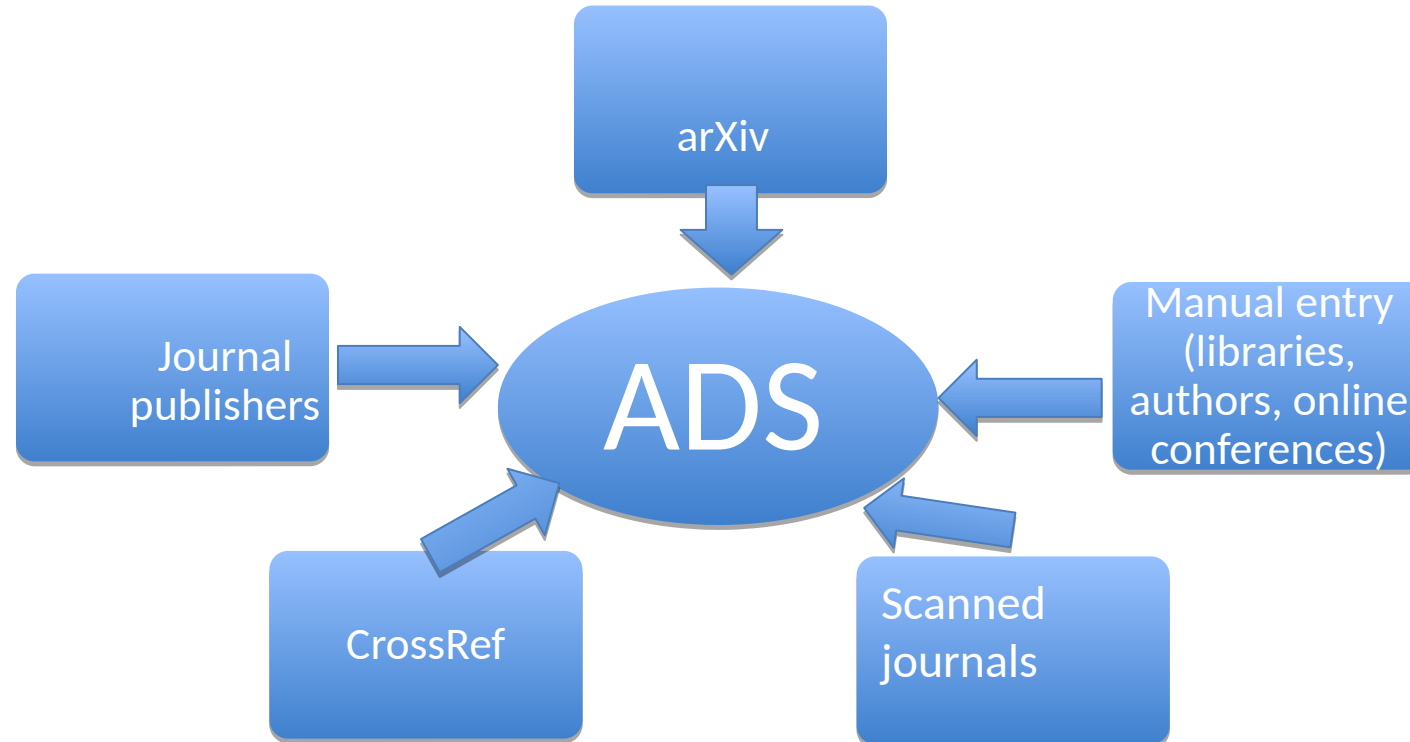 arXiv
Journal
publishers
ADS
Manual entry
(libraries,
authors, online
conferences)
CrossRef
Scanned
journals